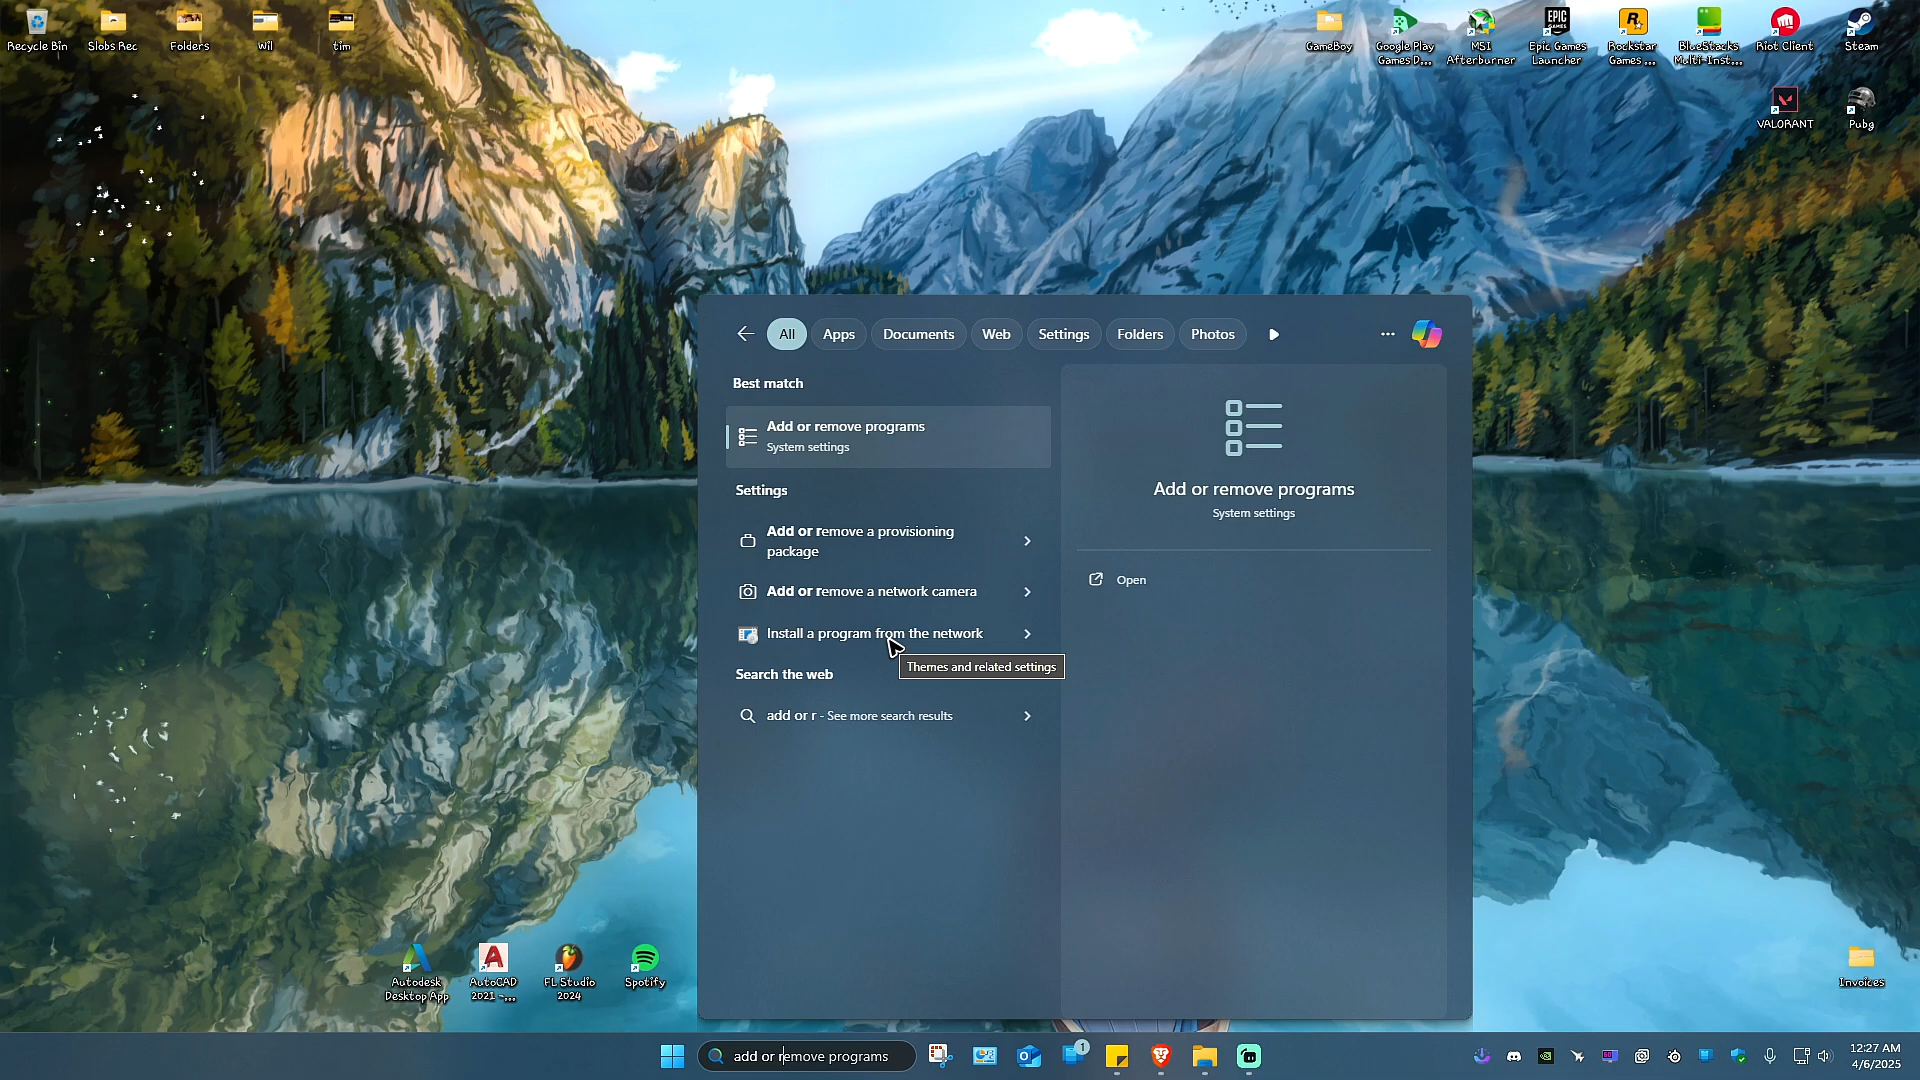 Recycle Bin
Slobs Rec
Folders
Wil
tim
GameBoy
Google Play
Games D...
MSI
Afterburner
EPIC
GAMES
Epic Games
Launcher
R
Rockstar
Games ...
BlueStacks
Multi-Inst...
Riot Client
Steam
VALORANT
Pubg
All
Apps
Documents
Web
Settings
Folders
Photos
Best match
Add or remove programs
System settings
Settings
Add or remove a provisioning
package
Add or remove a network camera
Install a program from the network
Themes and related settings
Search the web
add or r - See more search results
Add or remove programs
System settings
Open
Autodesk
Desktop App
A
AutoCAD
2021 -...
FL Studio
2024
Spotify
Invoices
add or remove programs
1
12:27 AM
4/6/2025